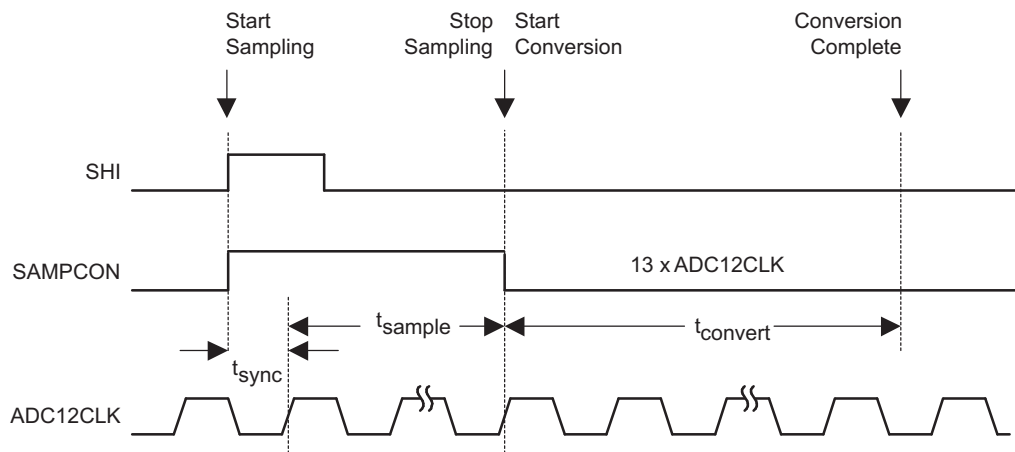 Start
Sampling
Stop
Sampling
Start
Conversion
Conversion
Complete
SHI
SAMPCON
13 x ADC12CLK
tsample
tconvert
tsync
ADC12CLK